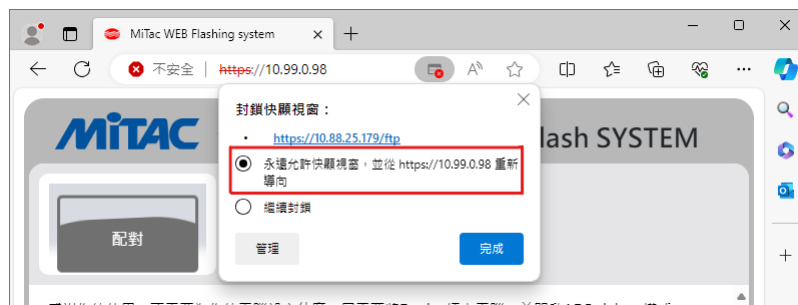 MiTac WEB Flashing system
不安全
https://10.99.0.98
封鎖快顯視窗：
https://10.88.25.179/ftp
永遠允許快顯視窗，並從 https://10.99.0.98 重新
導向
繼續封鎖
管理
完成
MiTAC
lash SYSTEM
配對